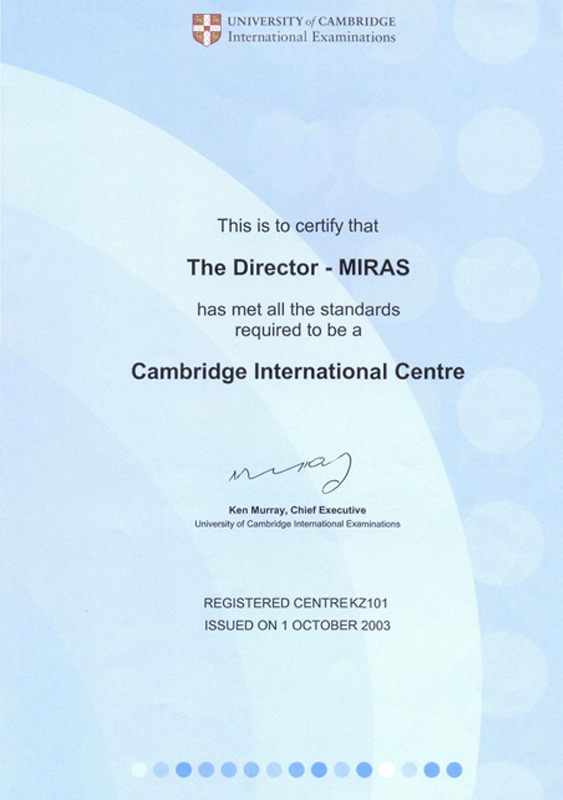 UNIVERSITY of CAMBRIDGE
International Examinations
This is to certify that
The Director - MIRAS
has met all the standards
required to be a
Cambridge International Centre
Ken Murray, Chief Executive
University of Cambridge International Examinations
REGISTERED CENTRE KZ101
ISSUED ON 1 OCTOBER 2003